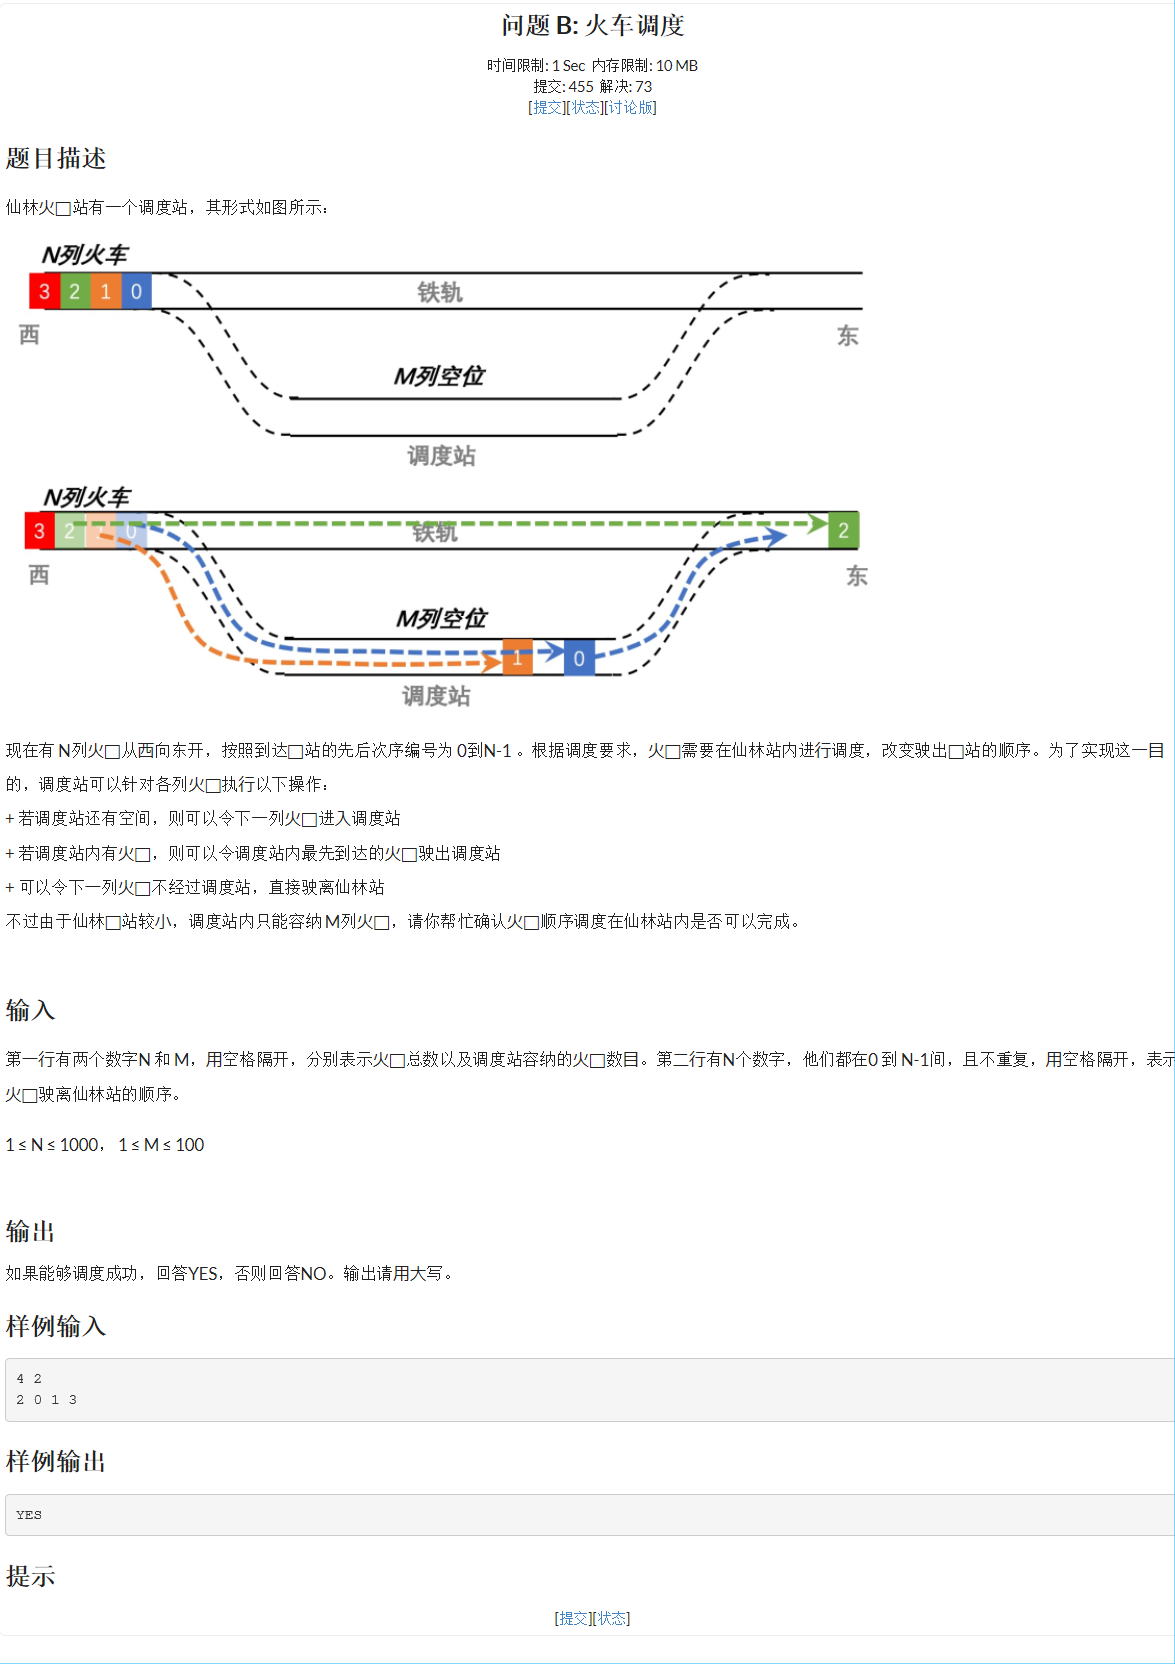 问题 B: 火车调度
时间限制: 1 Sec 内存限制: 10 MB
提交: 455 解决: 73
[提交][状态][讨论版]
题目描述
仙林火□站有一个调度站，其形式如图所示：
N列火车
3 2 1 0
铁轨
西
东
M列空位
调度站
N列火车
3 2 1 0
铁轨
2
西
东
M列空位
1 0
调度站
现在有 N列火□从西向东开，按照到达□站的先后次序编号为 0到N-1 。根据调度要求，火□需要在仙林站内进行调度，改变驶出□站的顺序。为了实现这一目
的，调度站可以针对各列火□执行以下操作：
+ 若调度站还有空间，则可以令下一列火□进入调度站
+ 若调度站内有火□，则可以令调度站内最先到达的火□驶出调度站
+ 可以令下一列火□不经过调度站，直接驶离仙林站
不过由于仙林□站较小，调度站内只能容纳 M列火□，请你帮忙确认火□顺序调度在仙林站内是否可以完成。
输入
第一行有两个数字N 和 M，用空格隔开，分别表示火□总数以及调度站容纳的火□数目。第二行有N个数字，他们都在0 到 N-1间，且不重复，用空格隔开，表示
火□驶离仙林站的顺序。
1 ≤ N ≤ 1000， 1 ≤ M ≤ 100
输出
如果能够调度成功，回答YES，否则回答NO。输出请用大写。
样例输入
4 2
2 0 1 3
样例输出
YES
提示
[提交][状态]